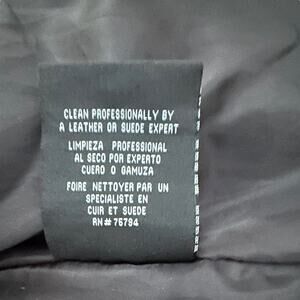 CLEAN PROFESSIONALLY BY
A LEATHER OR SUEDE EXPERT
LIMPIEZA PROFESSIONAL
AL SECO POR EXPERTO
CUERO O GAMUZA
FOIRE NETTOYER PAR UN
SPECIALISTE EN
CUIR ET SUEDE
RN# 75794